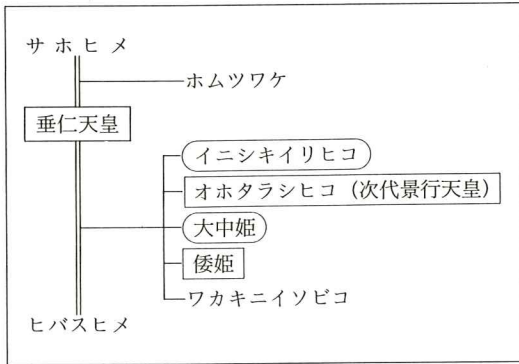 サホヒメ
ホムツワケ
垂仁天皇
イニシキイリヒコ
オホタラシヒコ（次代景行天皇）
大中姫
倭姫
ワカキニイソビコ
ヒバスヒメ